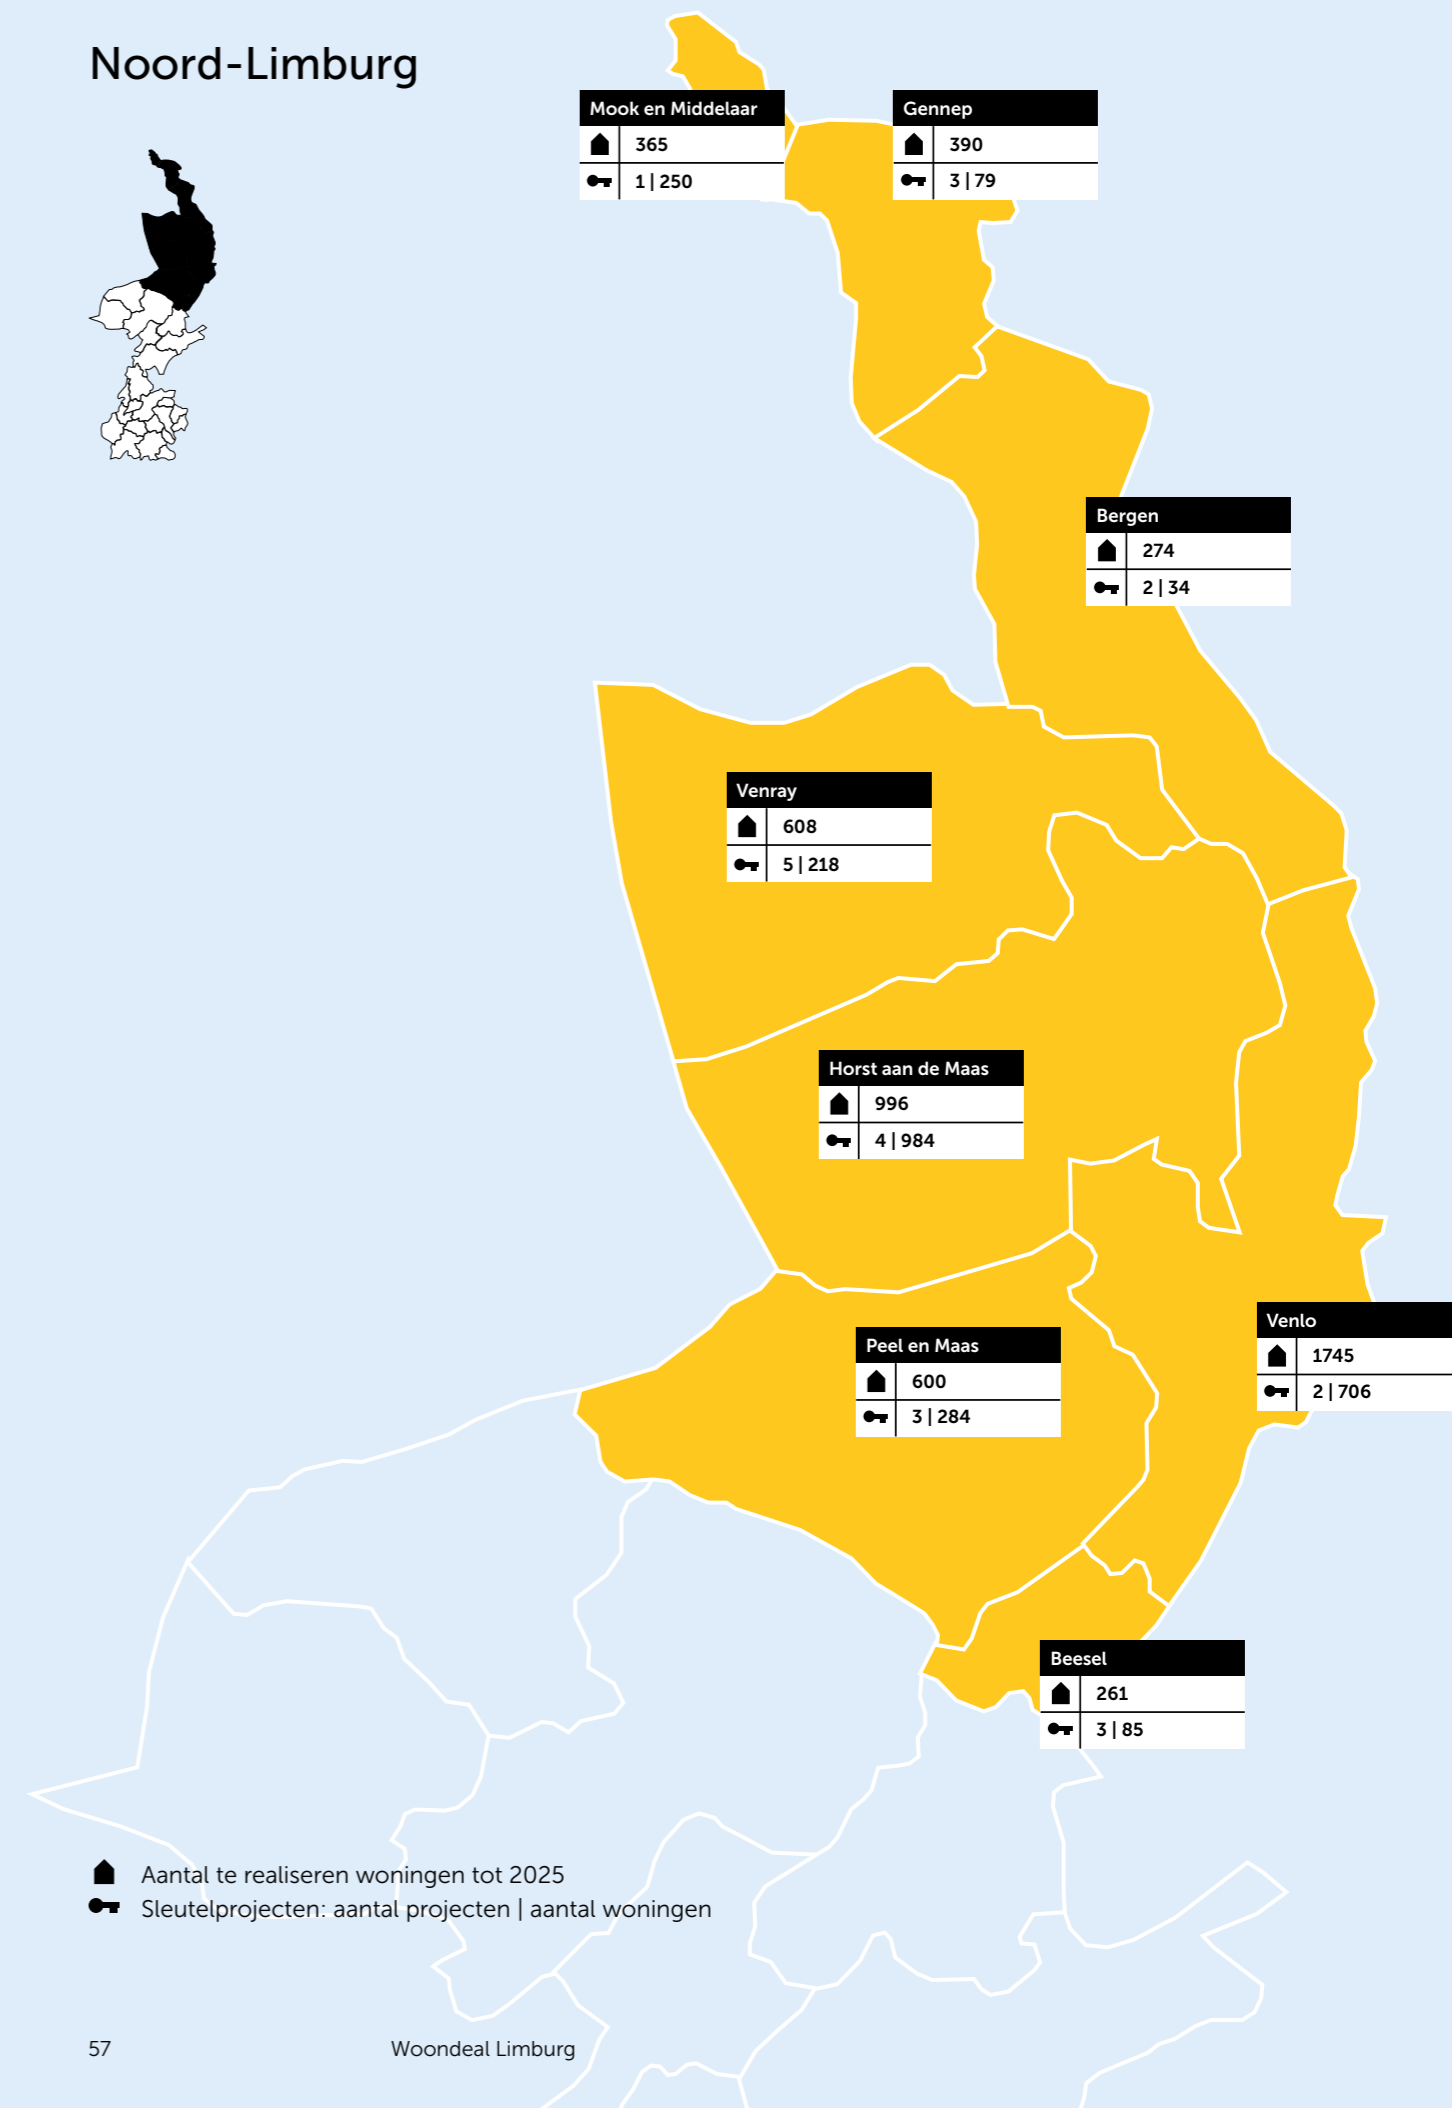 Noord-Limburg
Mook en Middelaar
365
1 | 250
Gennep
390
3 | 79
Bergen
274
2 | 34
Venray
608
5 | 218
Horst aan de Maas
996
4 | 984
Venlo
1745
2 | 706
Peel en Maas
600
3 | 284
Beesel
261
3 | 85
Aantal te realiseren woningen tot 2025
Sleutelprojecten: aantal projecten | aantal woningen
57 Woondeal Limburg